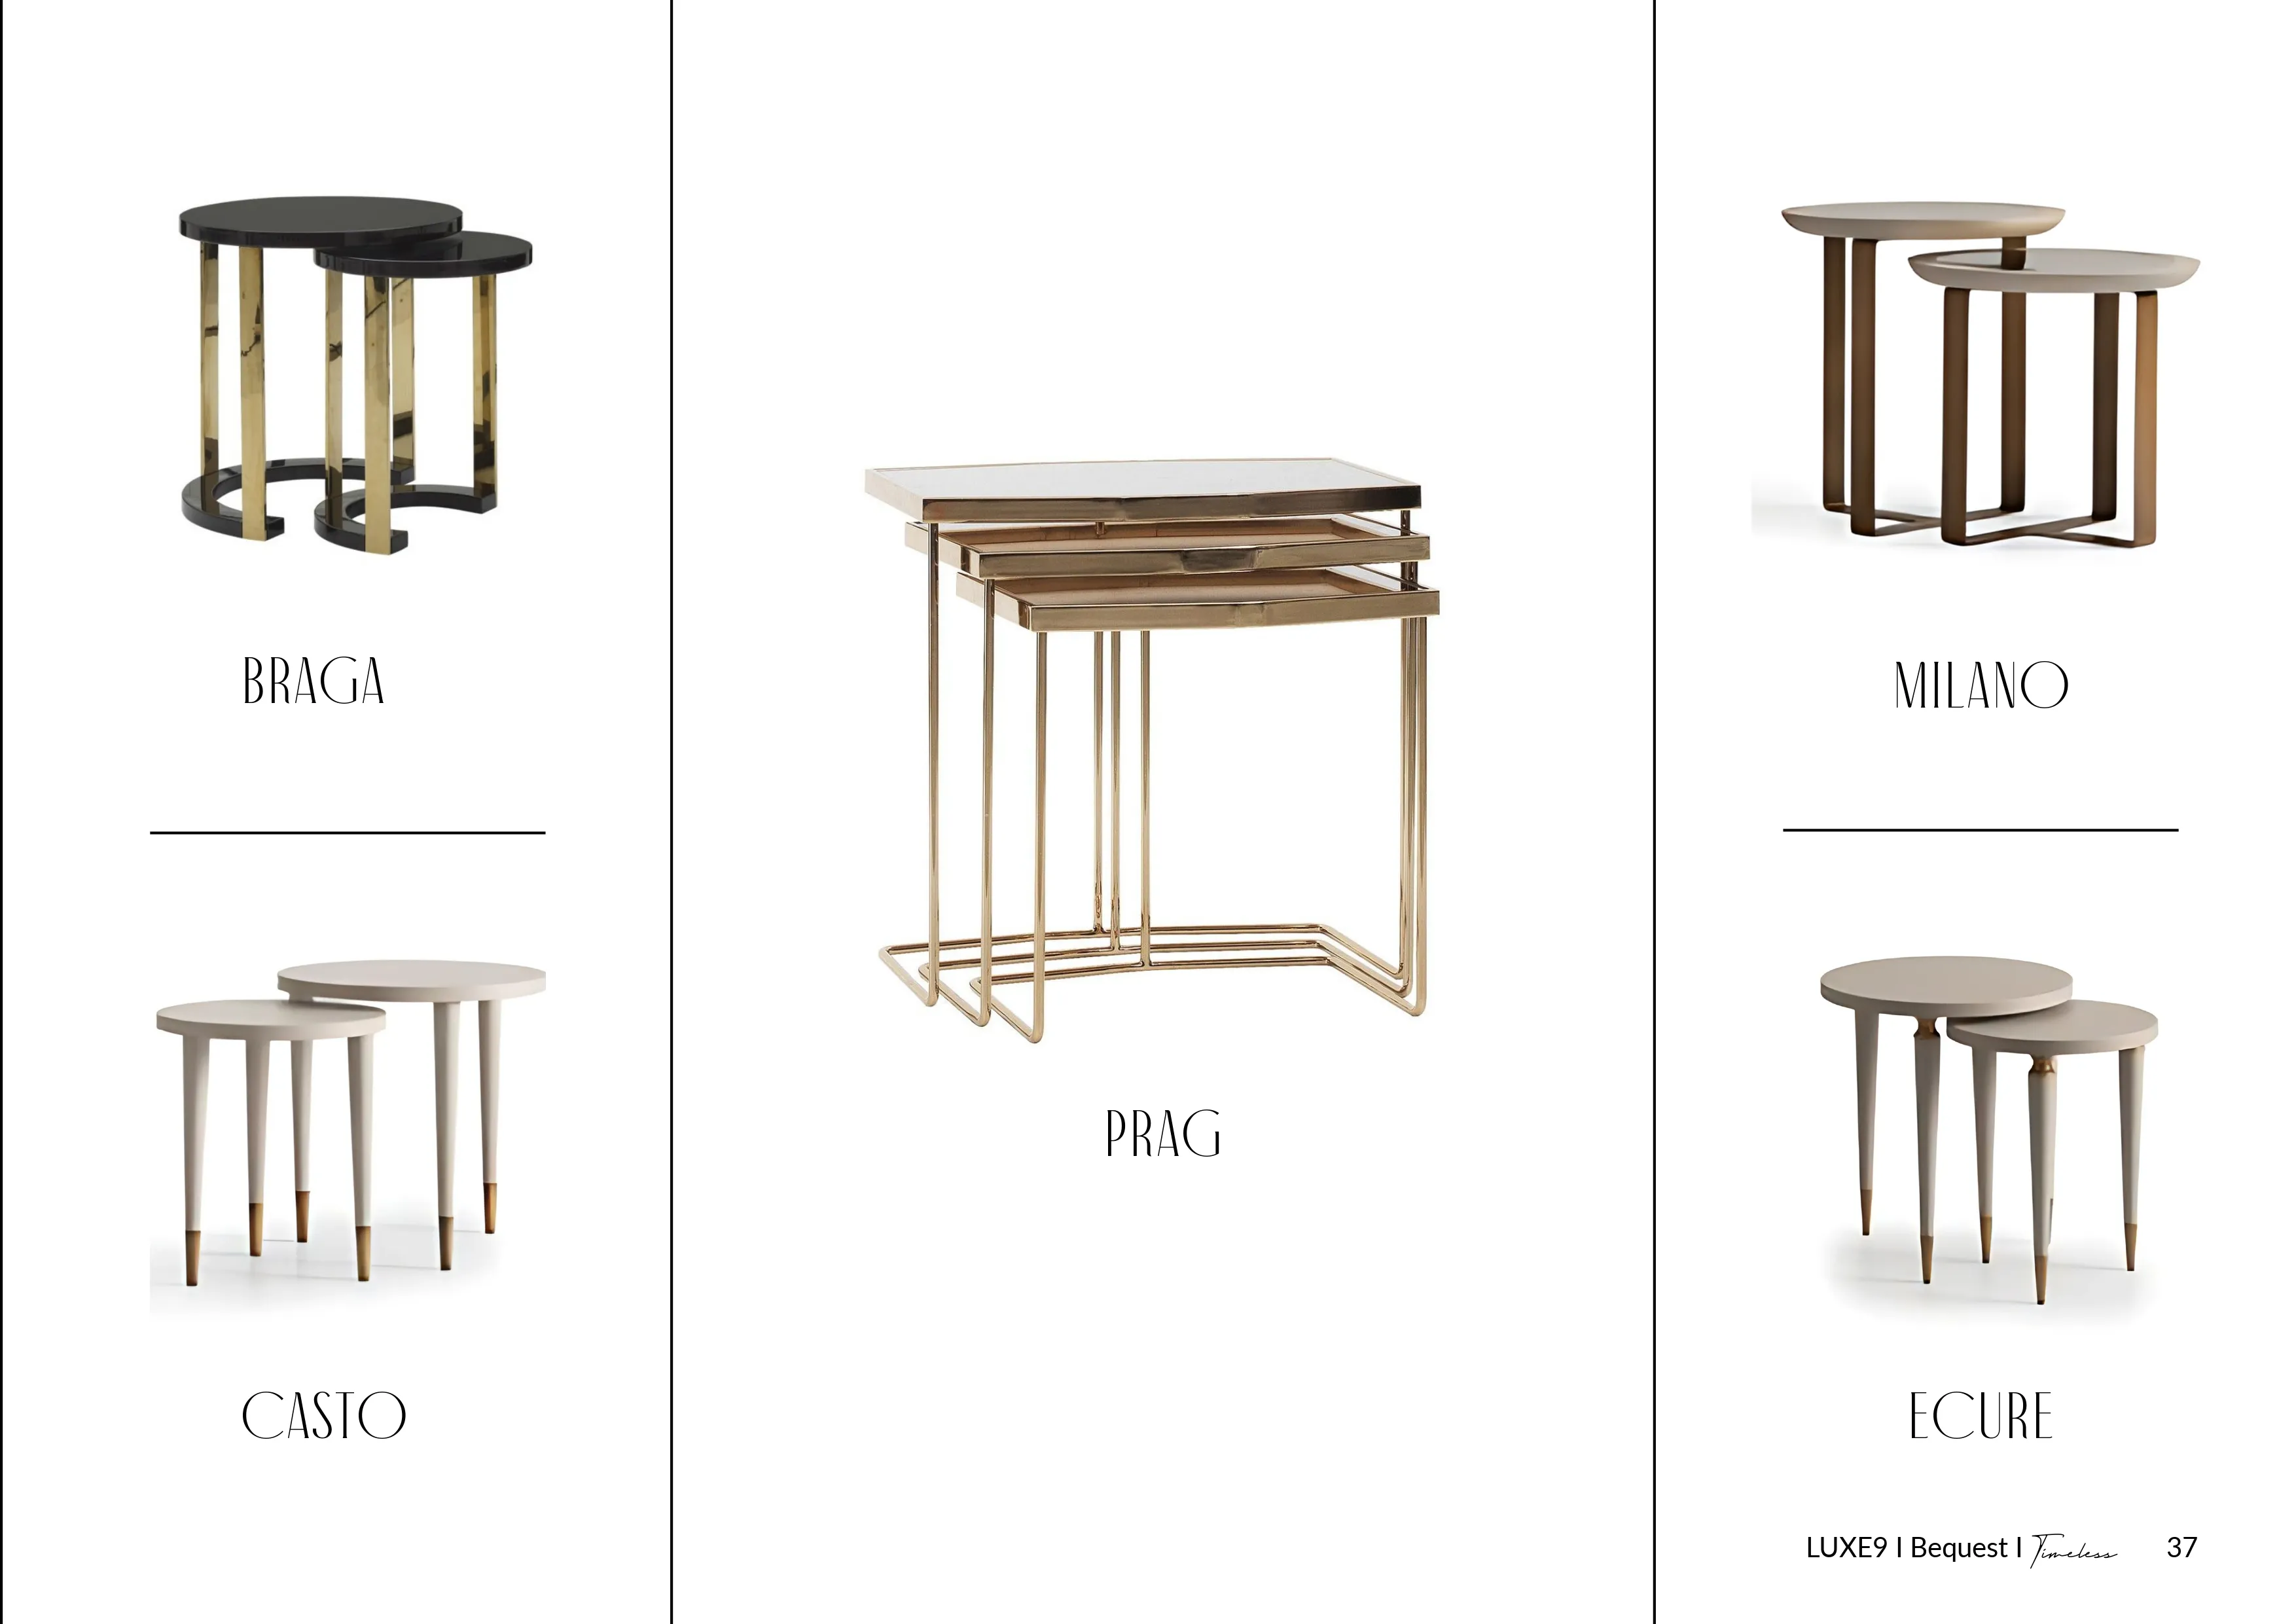 BRAGA
CASTO
PRAG
MILANO
ECURE
LUXE9 I Bequest I Timeless 37